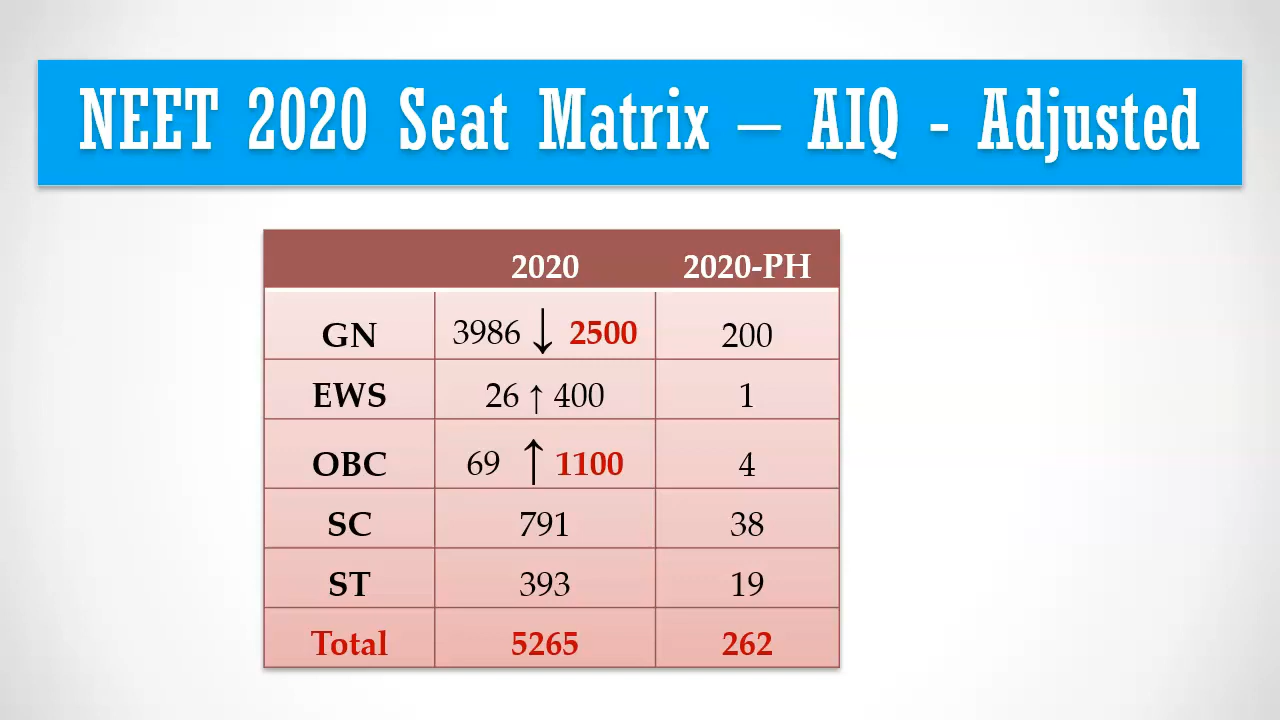 NEET 2020 Seat Matrix – AIQ - Adjusted
2020 2020-PH
GN 3986 ↓ 2500 200
EWS 26 ↑ 400 1
OBC 69 ↑ 1100 4
SC 791 38
ST 393 19
Total 5265 262